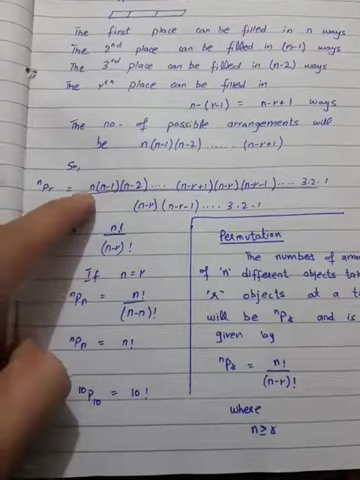 The first place can be filled in n ways
The 2nd place can be filled in (n-1) ways
The 3rd place can be filled in (n-2) ways
The rth place can be filled in
n-(r-1) = n-r+1 ways
The no. of possible arrangements will
be n(n-1)(n-2) ...... (n-r+1)
So,
ⁿPᵣ = n(n-1)(n-2) .... (n-r+1)(n-r)(n-r-1) .... 3.2.1
(n-r)(n-r-1) .... 3.2.1
n!
(n-r)!
If n=r
ⁿPₙ = n!
(n-n)!
ⁿPₙ = n!
¹⁰P₁₀ = 10!
Permutation
The numbers of
of 'n' different objects
"r" objects at a
will be ⁿPᵣ and is
given by
ⁿPᵣ = n!
(n-r)!
where
n≥r